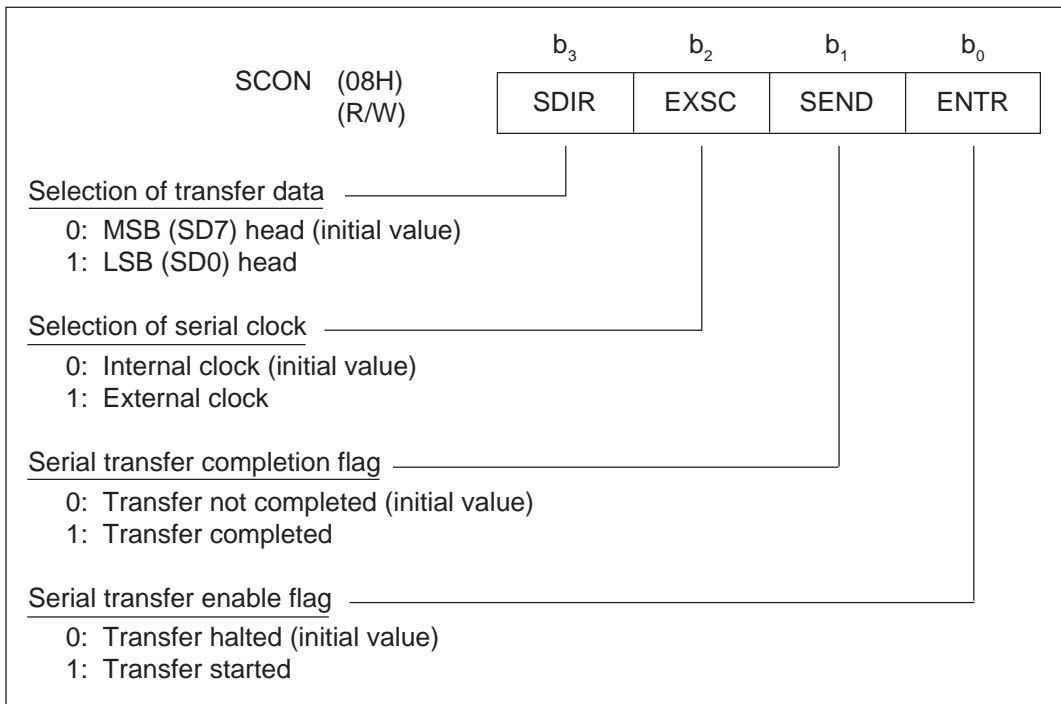 b3 b2 b1 b0
SCON (08H)
(R/W)
SDIR EXSC SEND ENTR
Selection of transfer data
0: MSB (SD7) head (initial value)
1: LSB (SD0) head
Selection of serial clock
0: Internal clock (initial value)
1: External clock
Serial transfer completion flag
0: Transfer not completed (initial value)
1: Transfer completed
Serial transfer enable flag
0: Transfer halted (initial value)
1: Transfer started